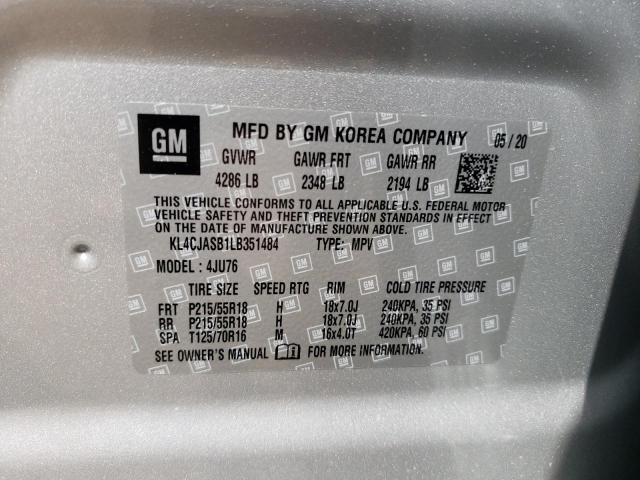 GM MFD BY GM KOREA COMPANY 05/20
GVWR GAWR FRT GAWR RR
4286 LB 2348 LB 2194 LB
THIS VEHICLE CONFORMS TO ALL APPLICABLE U.S. FEDERAL MOTOR
VEHICLE SAFETY AND THEFT PREVENTION STANDARDS IN EFFECT
ON THE DATE OF MANUFACTURE SHOWN ABOVE.
KL4CJASB1LB351484 TYPE: MPV
MODEL: 4JU76
TIRE SIZE SPEED RTG RIM COLD TIRE PRESSURE
FRT P215/55R18 H 18x7.0J 240KPA, 35 PSI
RR P215/55R18 H 18x7.0J 240KPA, 35 PSI
SPA T125/70R16 M 16x4.0T 420KPA, 60 PSI
SEE OWNER'S MANUAL FOR MORE INFORMATION.